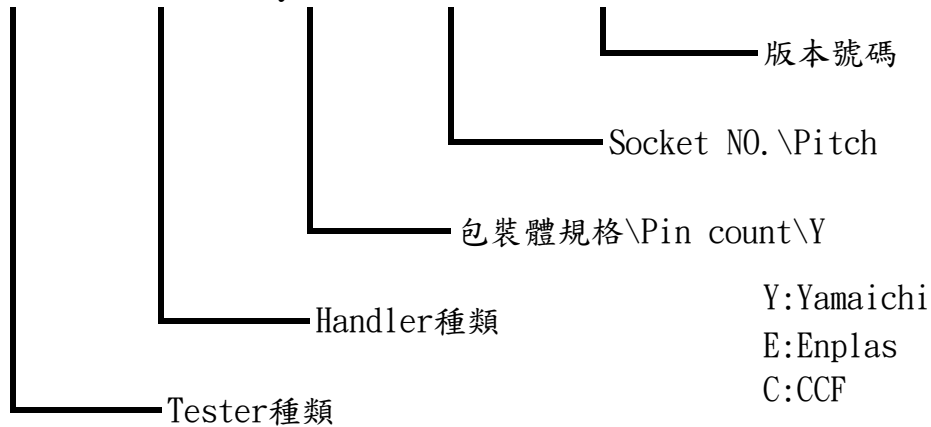 版本號碼
Socket NO.\Pitch
包裝體規格\Pin count\Y
Handler種類
Y:Yamaichi
E:Enplas
C:CCF
Tester種類